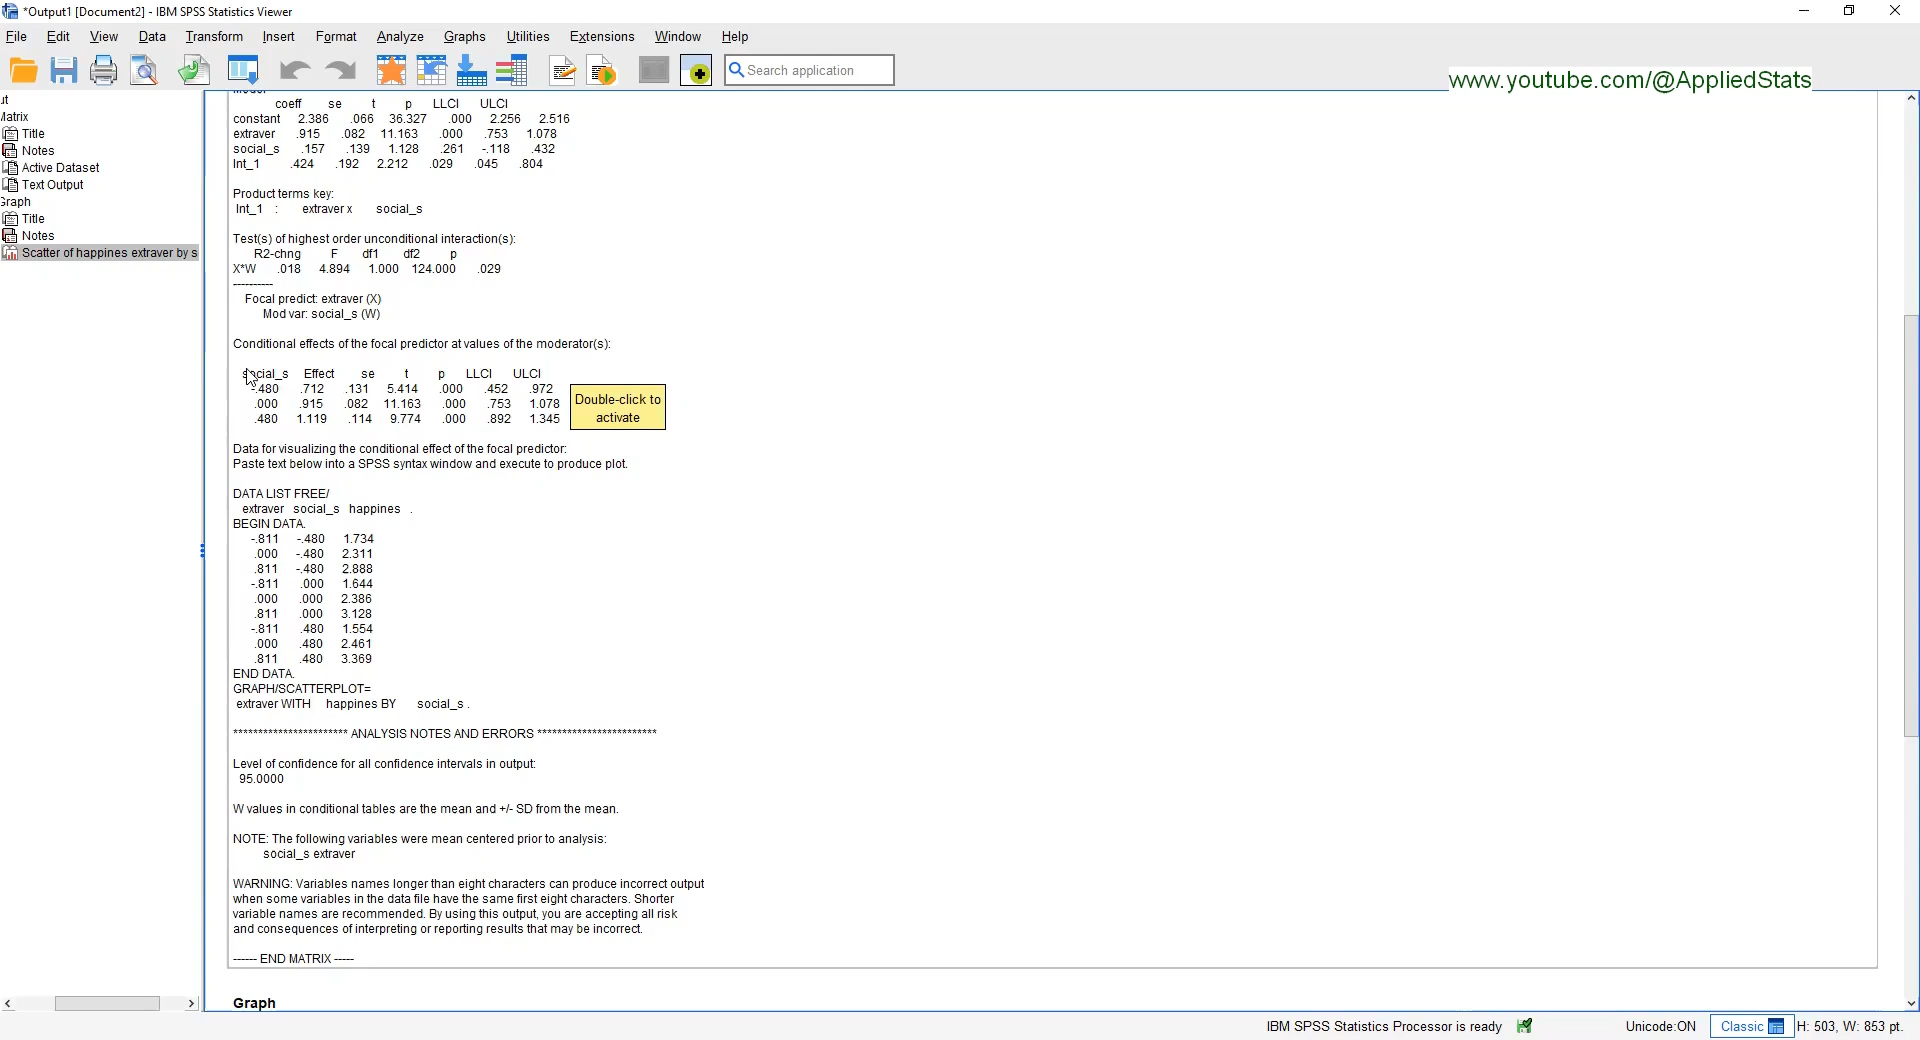 *Output1 [Document2] - IBM SPSS Statistics Viewer
File Edit View Data Transform Insert Format Analyze Graphs Utilities Extensions Window Help
Search application
www.youtube.com/@AppliedStats
ut
Matrix
Title
Notes
Active Dataset
Text Output
Graph
Title
Notes
Scatter of happines extraver by s
Model
coeff se t p LLCI ULCI
constant 2.386 .066 36.327 .000 2.256 2.516
extraver .915 .082 11.163 .000 .753 1.078
social_s .157 .139 1.128 .261 -.118 .432
Int_1 .424 .192 2.212 .029 .045 .804
Product terms key:
Int_1 : extraver x social_s
Test(s) of highest order unconditional interaction(s):
R2-chng F df1 df2 p
X*W .018 4.894 1.000 124.000 .029
----------
Focal predict: extraver (X)
Mod var: social_s (W)
Conditional effects of the focal predictor at values of the moderator(s):
social_s Effect se t p LLCI ULCI
-.480 .712 .131 5.414 .000 .452 .972
.000 .915 .082 11.163 .000 .753 1.078
.480 1.119 .114 9.774 .000 .892 1.345
Double-click to
activate
Data for visualizing the conditional effect of the focal predictor:
Paste text below into a SPSS syntax window and execute to produce plot.
DATA LIST FREE/
extraver social_s happines .
BEGIN DATA.
-.811 -.480 1.734
.000 -.480 2.311
.811 -.480 2.888
-.811 .000 1.644
.000 .000 2.386
.811 .000 3.128
-.811 .480 1.554
.000 .480 2.461
.811 .480 3.369
END DATA.
GRAPH/SCATTERPLOT=
extraver WITH happines BY social_s .
*********************** ANALYSIS NOTES AND ERRORS ************************
Level of confidence for all confidence intervals in output:
95.0000
W values in conditional tables are the mean and +/- SD from the mean.
NOTE: The following variables were mean centered prior to analysis:
social_s extraver
WARNING: Variables names longer than eight characters can produce incorrect output
when some variables in the data file have the same first eight characters. Shorter
variable names are recommended. By using this output, you are accepting all risk
and consequences of interpreting or reporting results that may be incorrect.
------ END MATRIX -----
Graph
IBM SPSS Statistics Processor is ready Unicode:ON Classic H: 503, W: 853 pt.